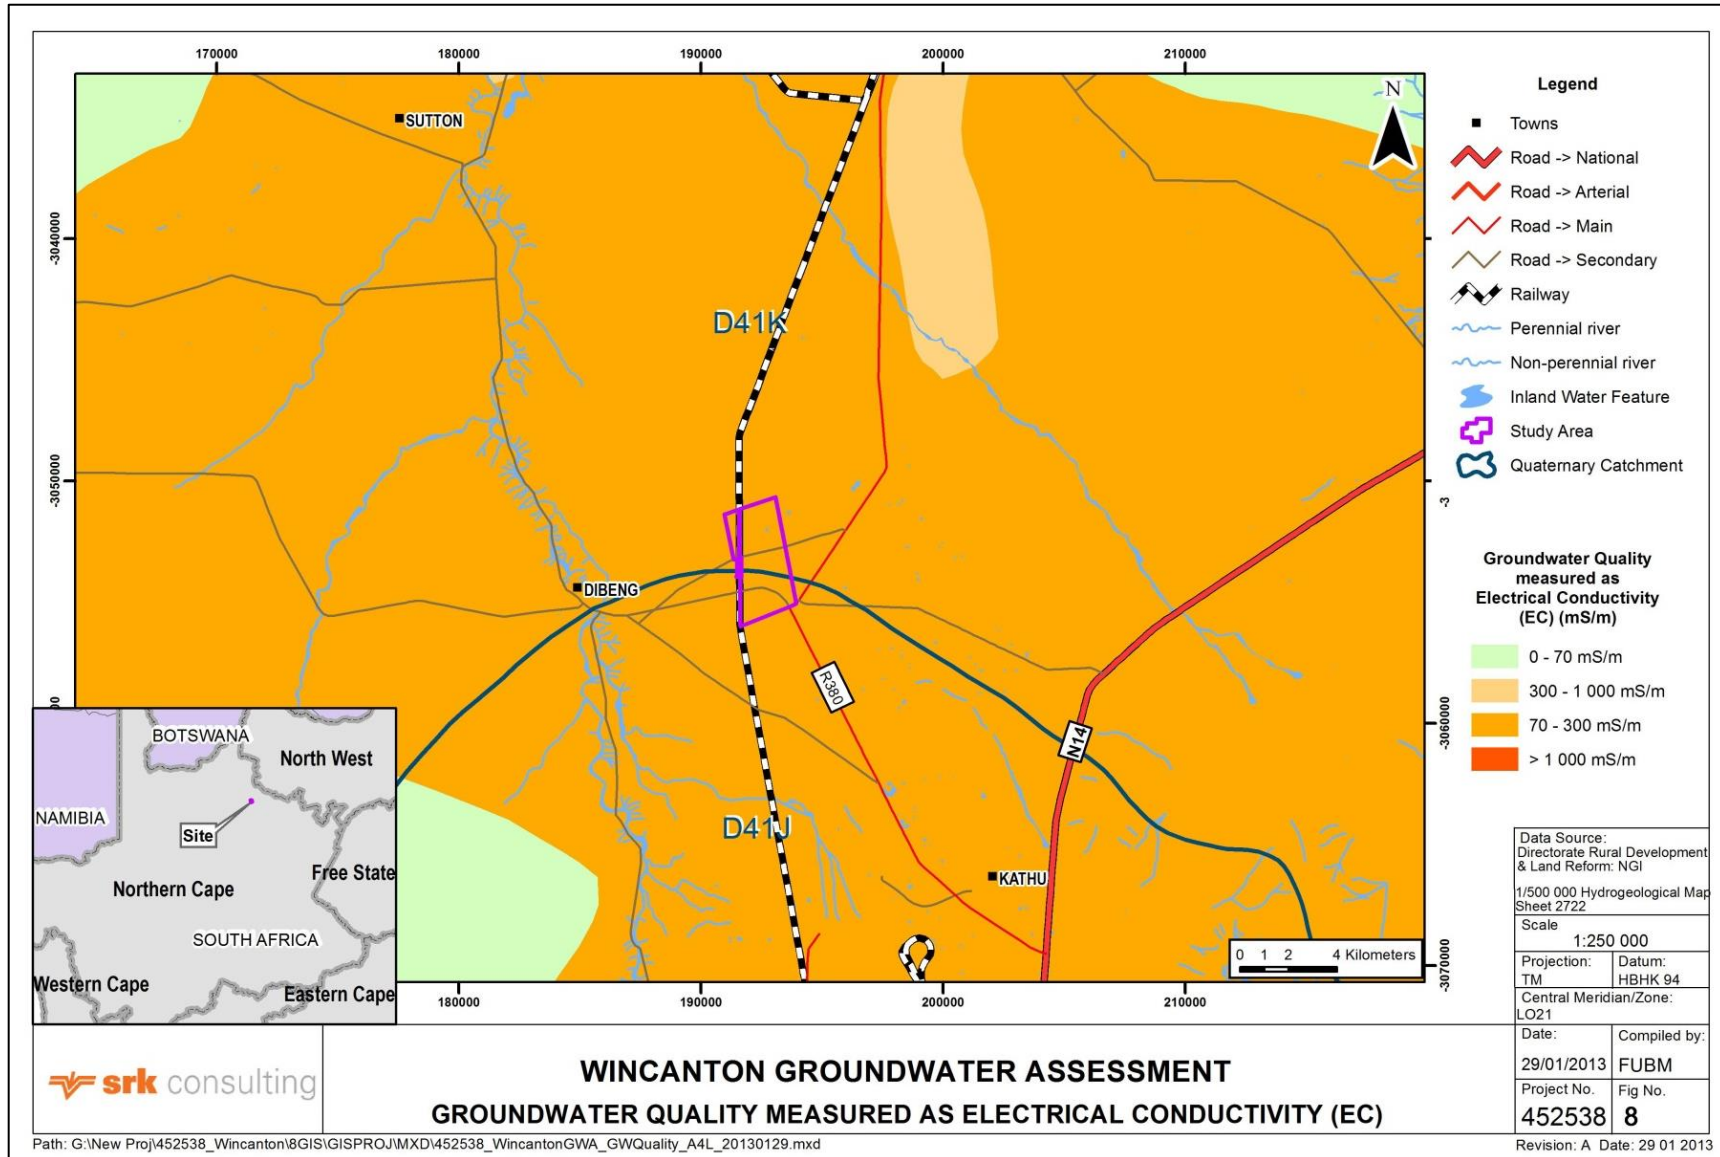 170000 180000 190000 200000 210000
N
SUTTON
-3040000
D41K
-3050000
-3
DIBENG
R380
N14
-3060000
00
D41J
KATHU
-3070000
0 1 2 4 Kilometers
180000 190000 200000 210000
BOTSWANA
North West
NAMIBIA
Site
Free State
Northern Cape
SOUTH AFRICA
Western Cape
Eastern Cape
Legend
Towns
Road -> National
Road -> Arterial
Road -> Main
Road -> Secondary
Railway
Perennial river
Non-perennial river
Inland Water Feature
Study Area
Quaternary Catchment
Groundwater Quality
measured as
Electrical Conductivity
(EC) (mS/m)
0 - 70 mS/m
300 - 1 000 mS/m
70 - 300 mS/m
> 1 000 mS/m
Data Source:
Directorate Rural Development
& Land Reform: NGI
1/500 000 Hydrogeological Map
Sheet 2722
Scale
1:250 000
Projection: Datum:
TM HBHK 94
Central Meridian/Zone:
LO21
Date: Compiled by:
29/01/2013 FUBM
Project No. Fig No.
452538 8
srk consulting
WINCANTON GROUNDWATER ASSESSMENT
GROUNDWATER QUALITY MEASURED AS ELECTRICAL CONDUCTIVITY (EC)
Path: G:\New Proj\452538_Wincanton\8GIS\GISPROJ\MXD\452538_WincantonGWA_GWQuality_A4L_20130129.mxd
Revision: A Date: 29 01 2013